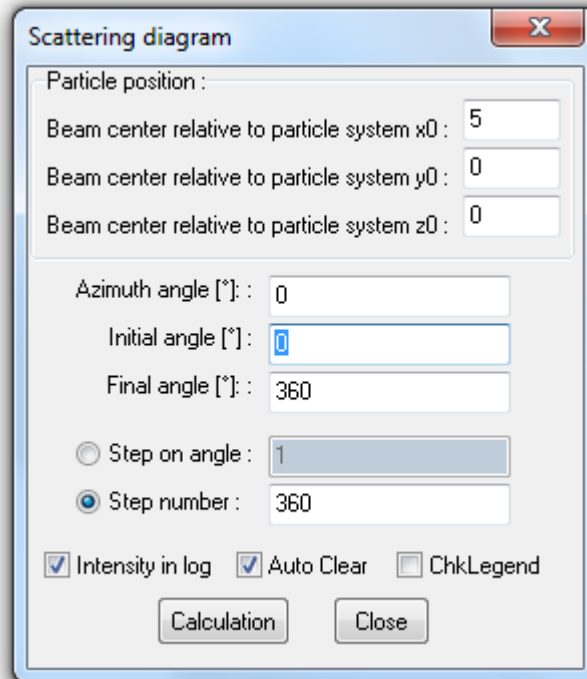 Scattering diagram
Particle position :
Beam center relative to particle system x0 : 5
Beam center relative to particle system y0 : 0
Beam center relative to particle system z0 : 0
Azimuth angle [°]: : 0
Initial angle [°] : 0
Final angle [°]: : 360
Step on angle : 1
Step number : 360
Intensity in log Auto Clear ChkLegend
Calculation Close